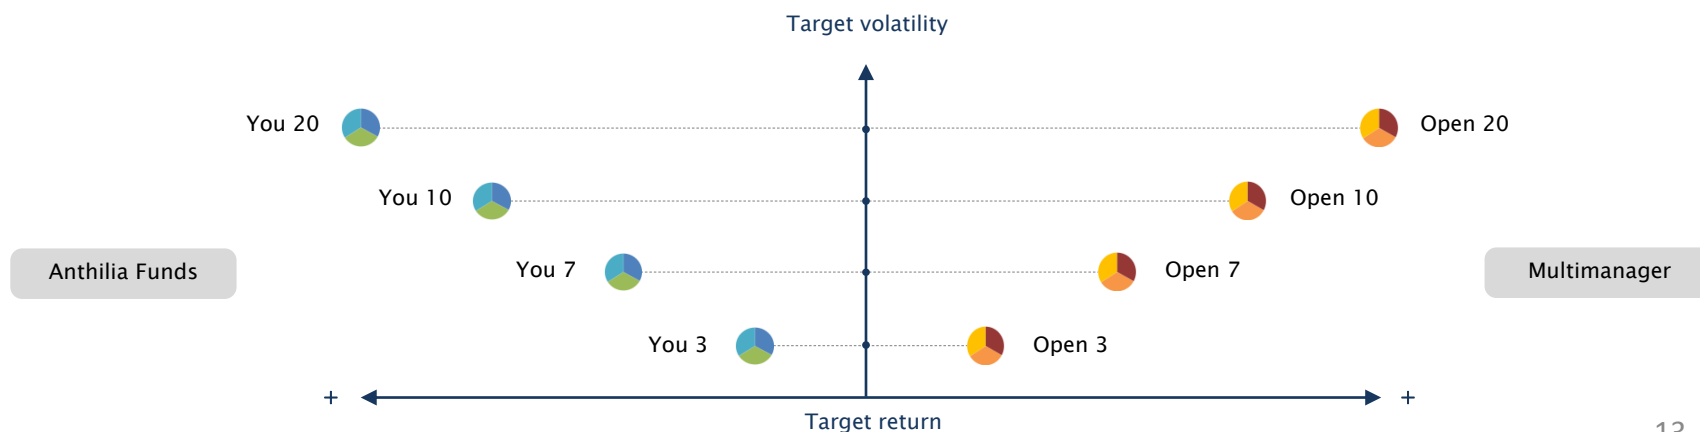 Target volatility
You 20
Open 20
You 10
Open 10
Anthilia Funds
You 7
Open 7
Multimanager
You 3
Open 3
+
+
Target return
13